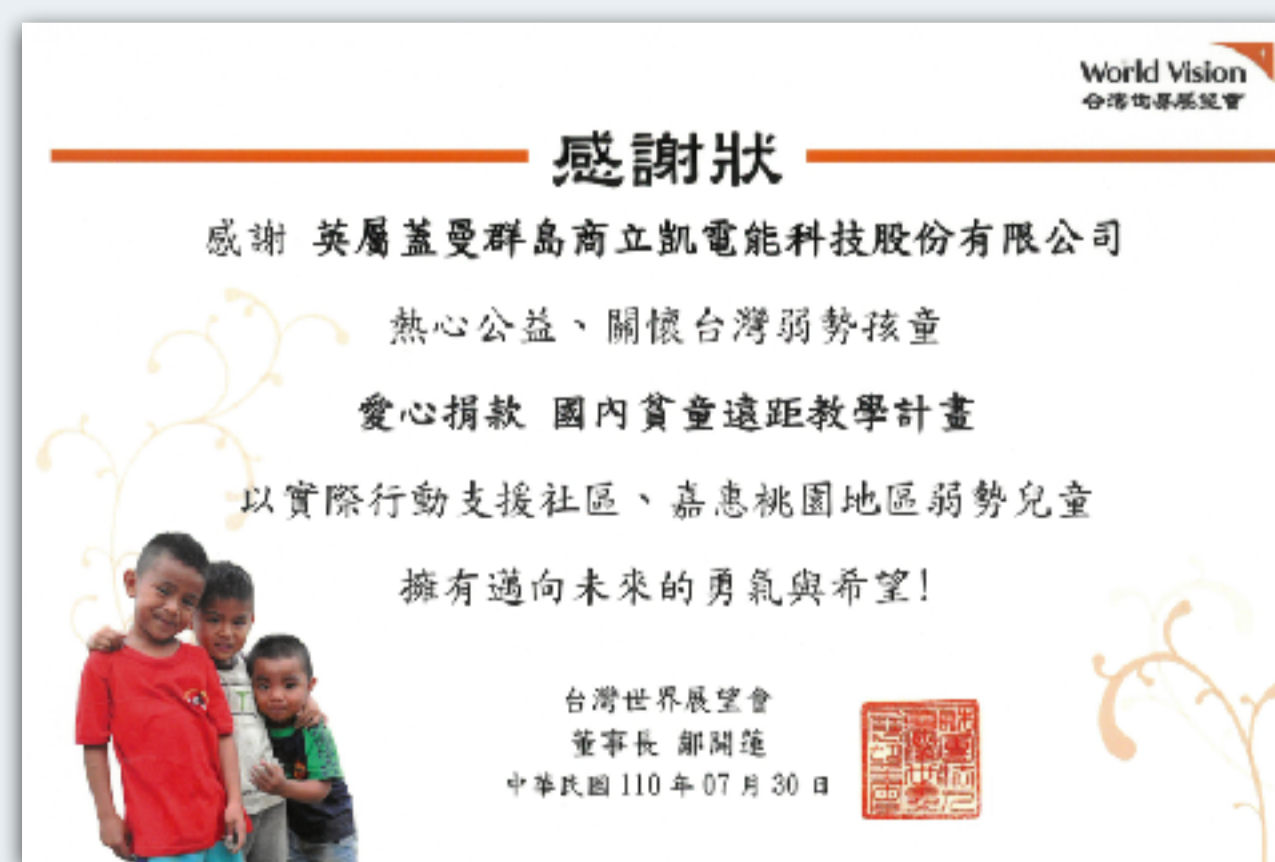 World Vision
台灣世界展望會
感謝狀
感謝 英屬蓋曼群島商立凱電能科技股份有限公司
熱心公益、關懷台灣弱勢孩童
愛心捐款 國內貧童遠距教學計畫
以實際行動支援社區、嘉惠桃園地區弱勢兒童
擁有邁向未來的勇氣與希望!
台灣世界展望會
董事長 鄭開蓮
中華民國 110 年 07 月 30 日